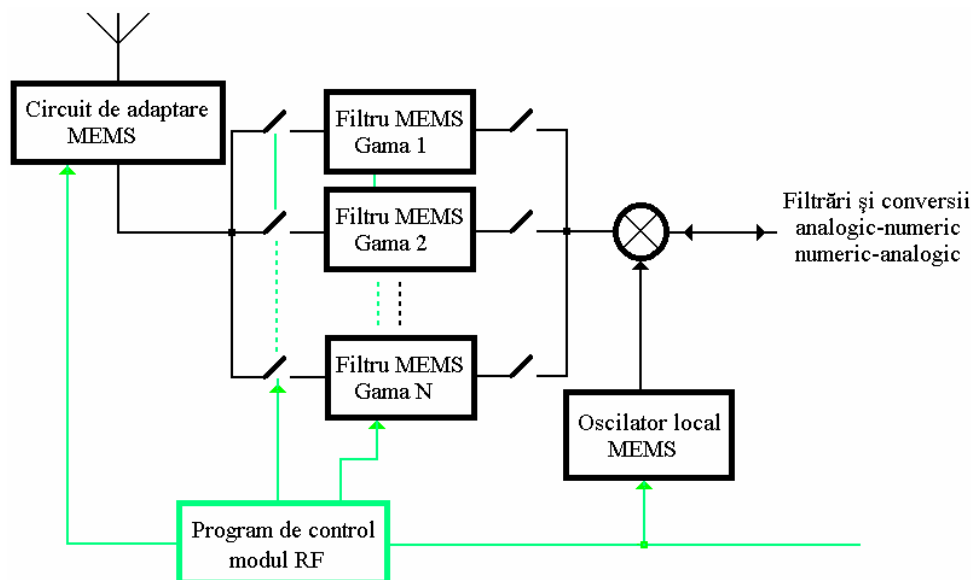 Circuit de adaptare
MEMS
Filtru MEMS
Gama 1
Filtru MEMS
Gama 2
Filtrări şi conversii
analogic-numeric
numeric-analogic
Filtru MEMS
Gama N
Oscilator local
MEMS
Program de control
modul RF